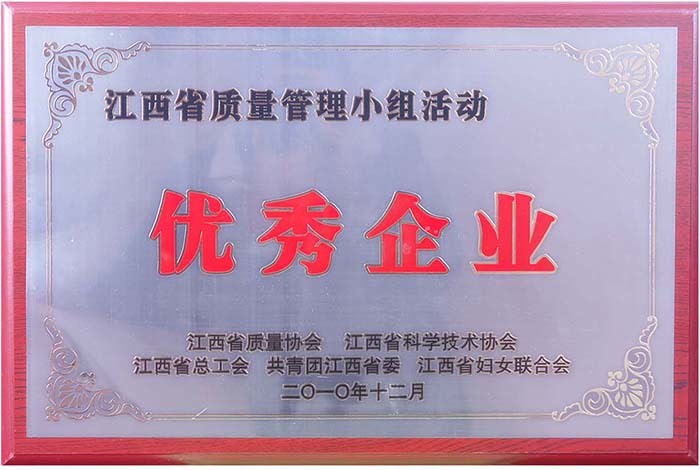 江西省质量管理小组活动
优秀企业
江西省质量协会 江西省科学技术协会
江西省总工会 共青团江西省委 江西省妇女联合会
二〇一〇年十二月